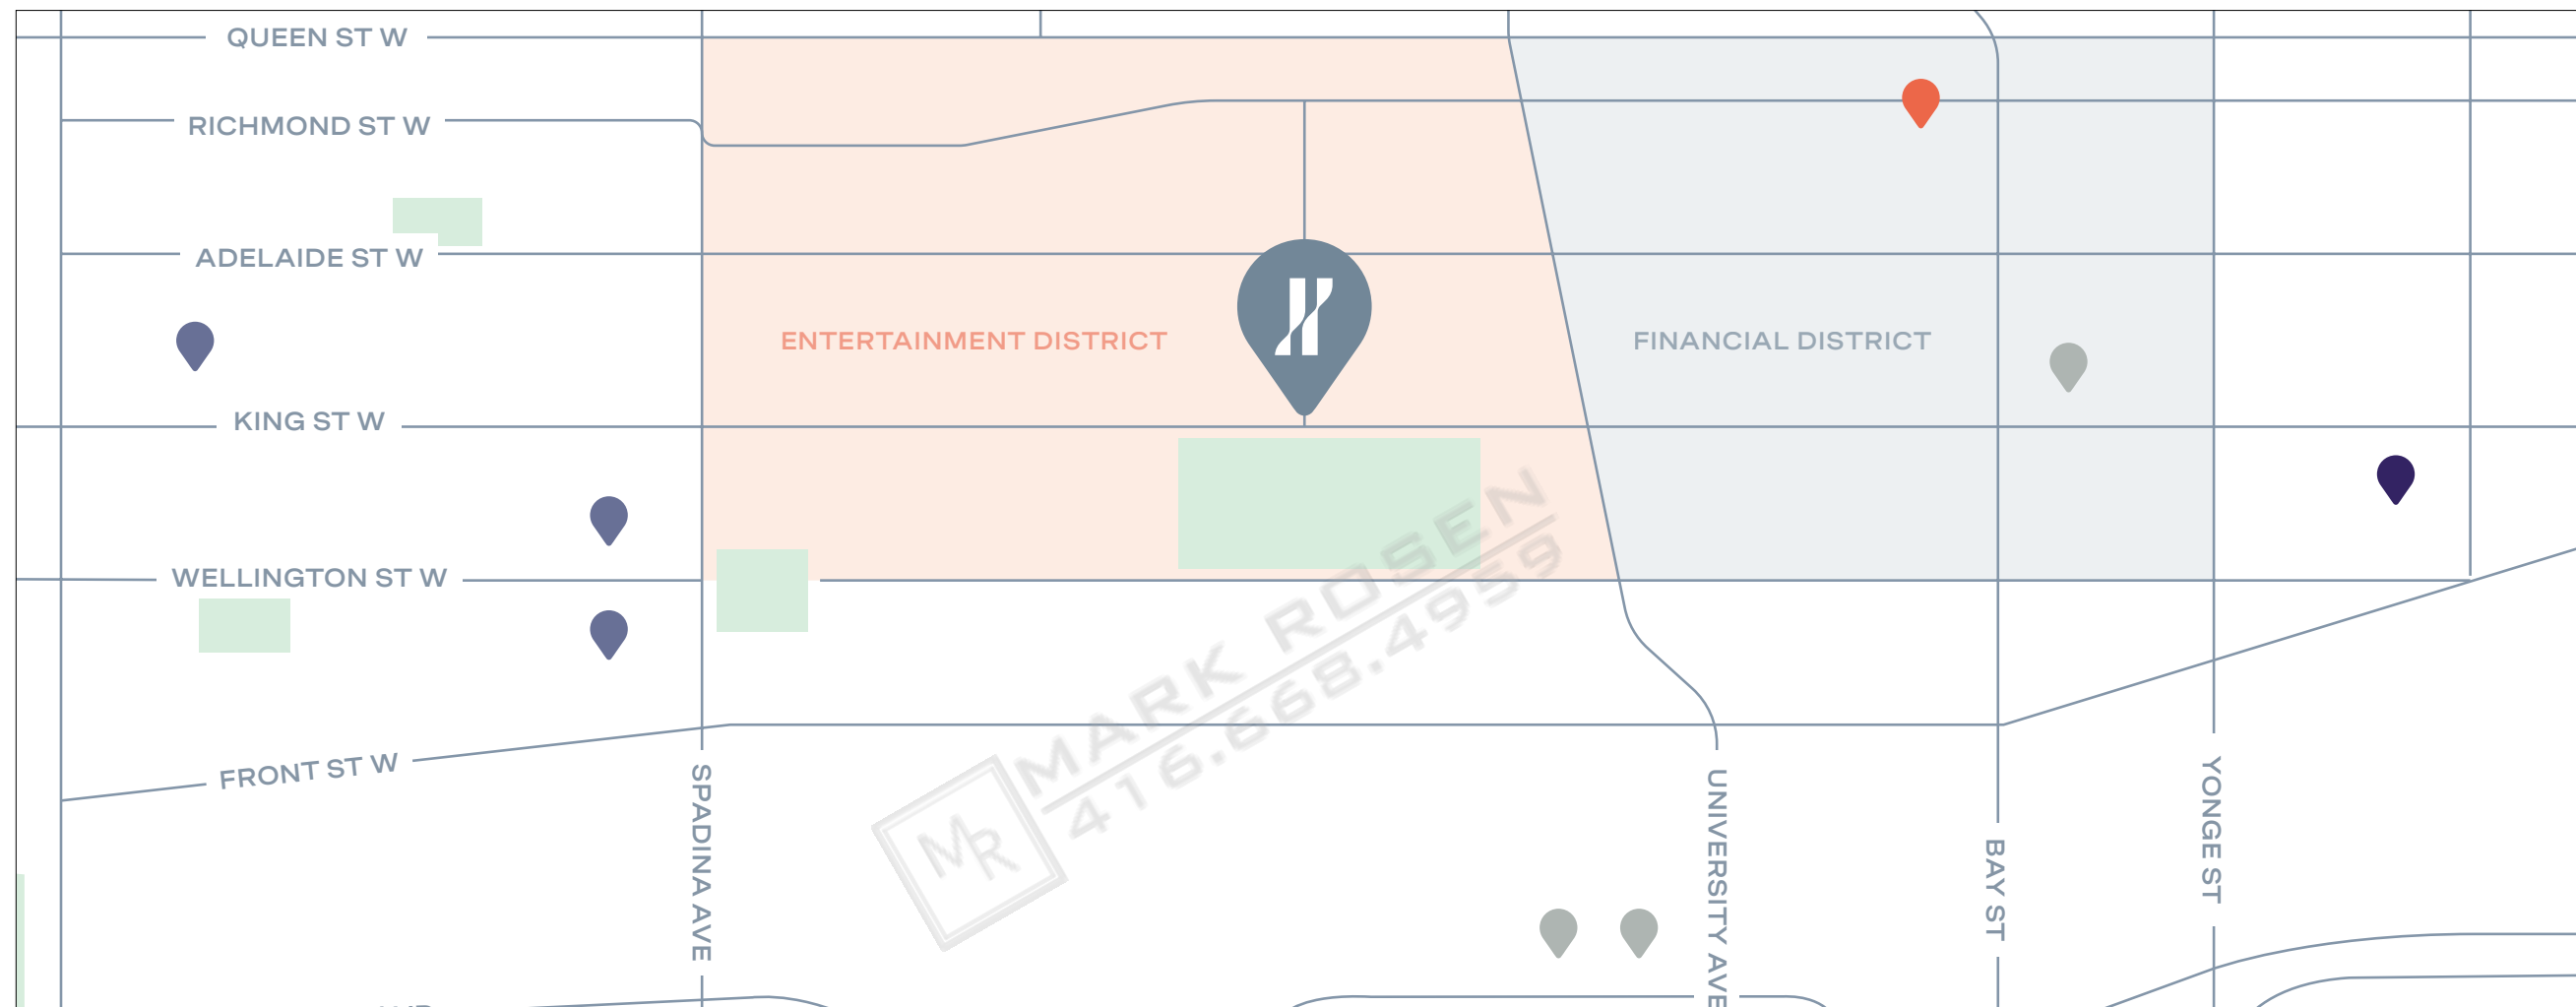 QUEEN ST W
RICHMOND ST W
ADELAIDE ST W
ENTERTAINMENT DISTRICT
FINANCIAL DISTRICT
KING ST W
WELLINGTON ST W
FRONT ST W
SPADINA AVE
UNIVERSITY AVE
BAY ST
YONGE ST
MARK ROSEN
416.668.4959
MR